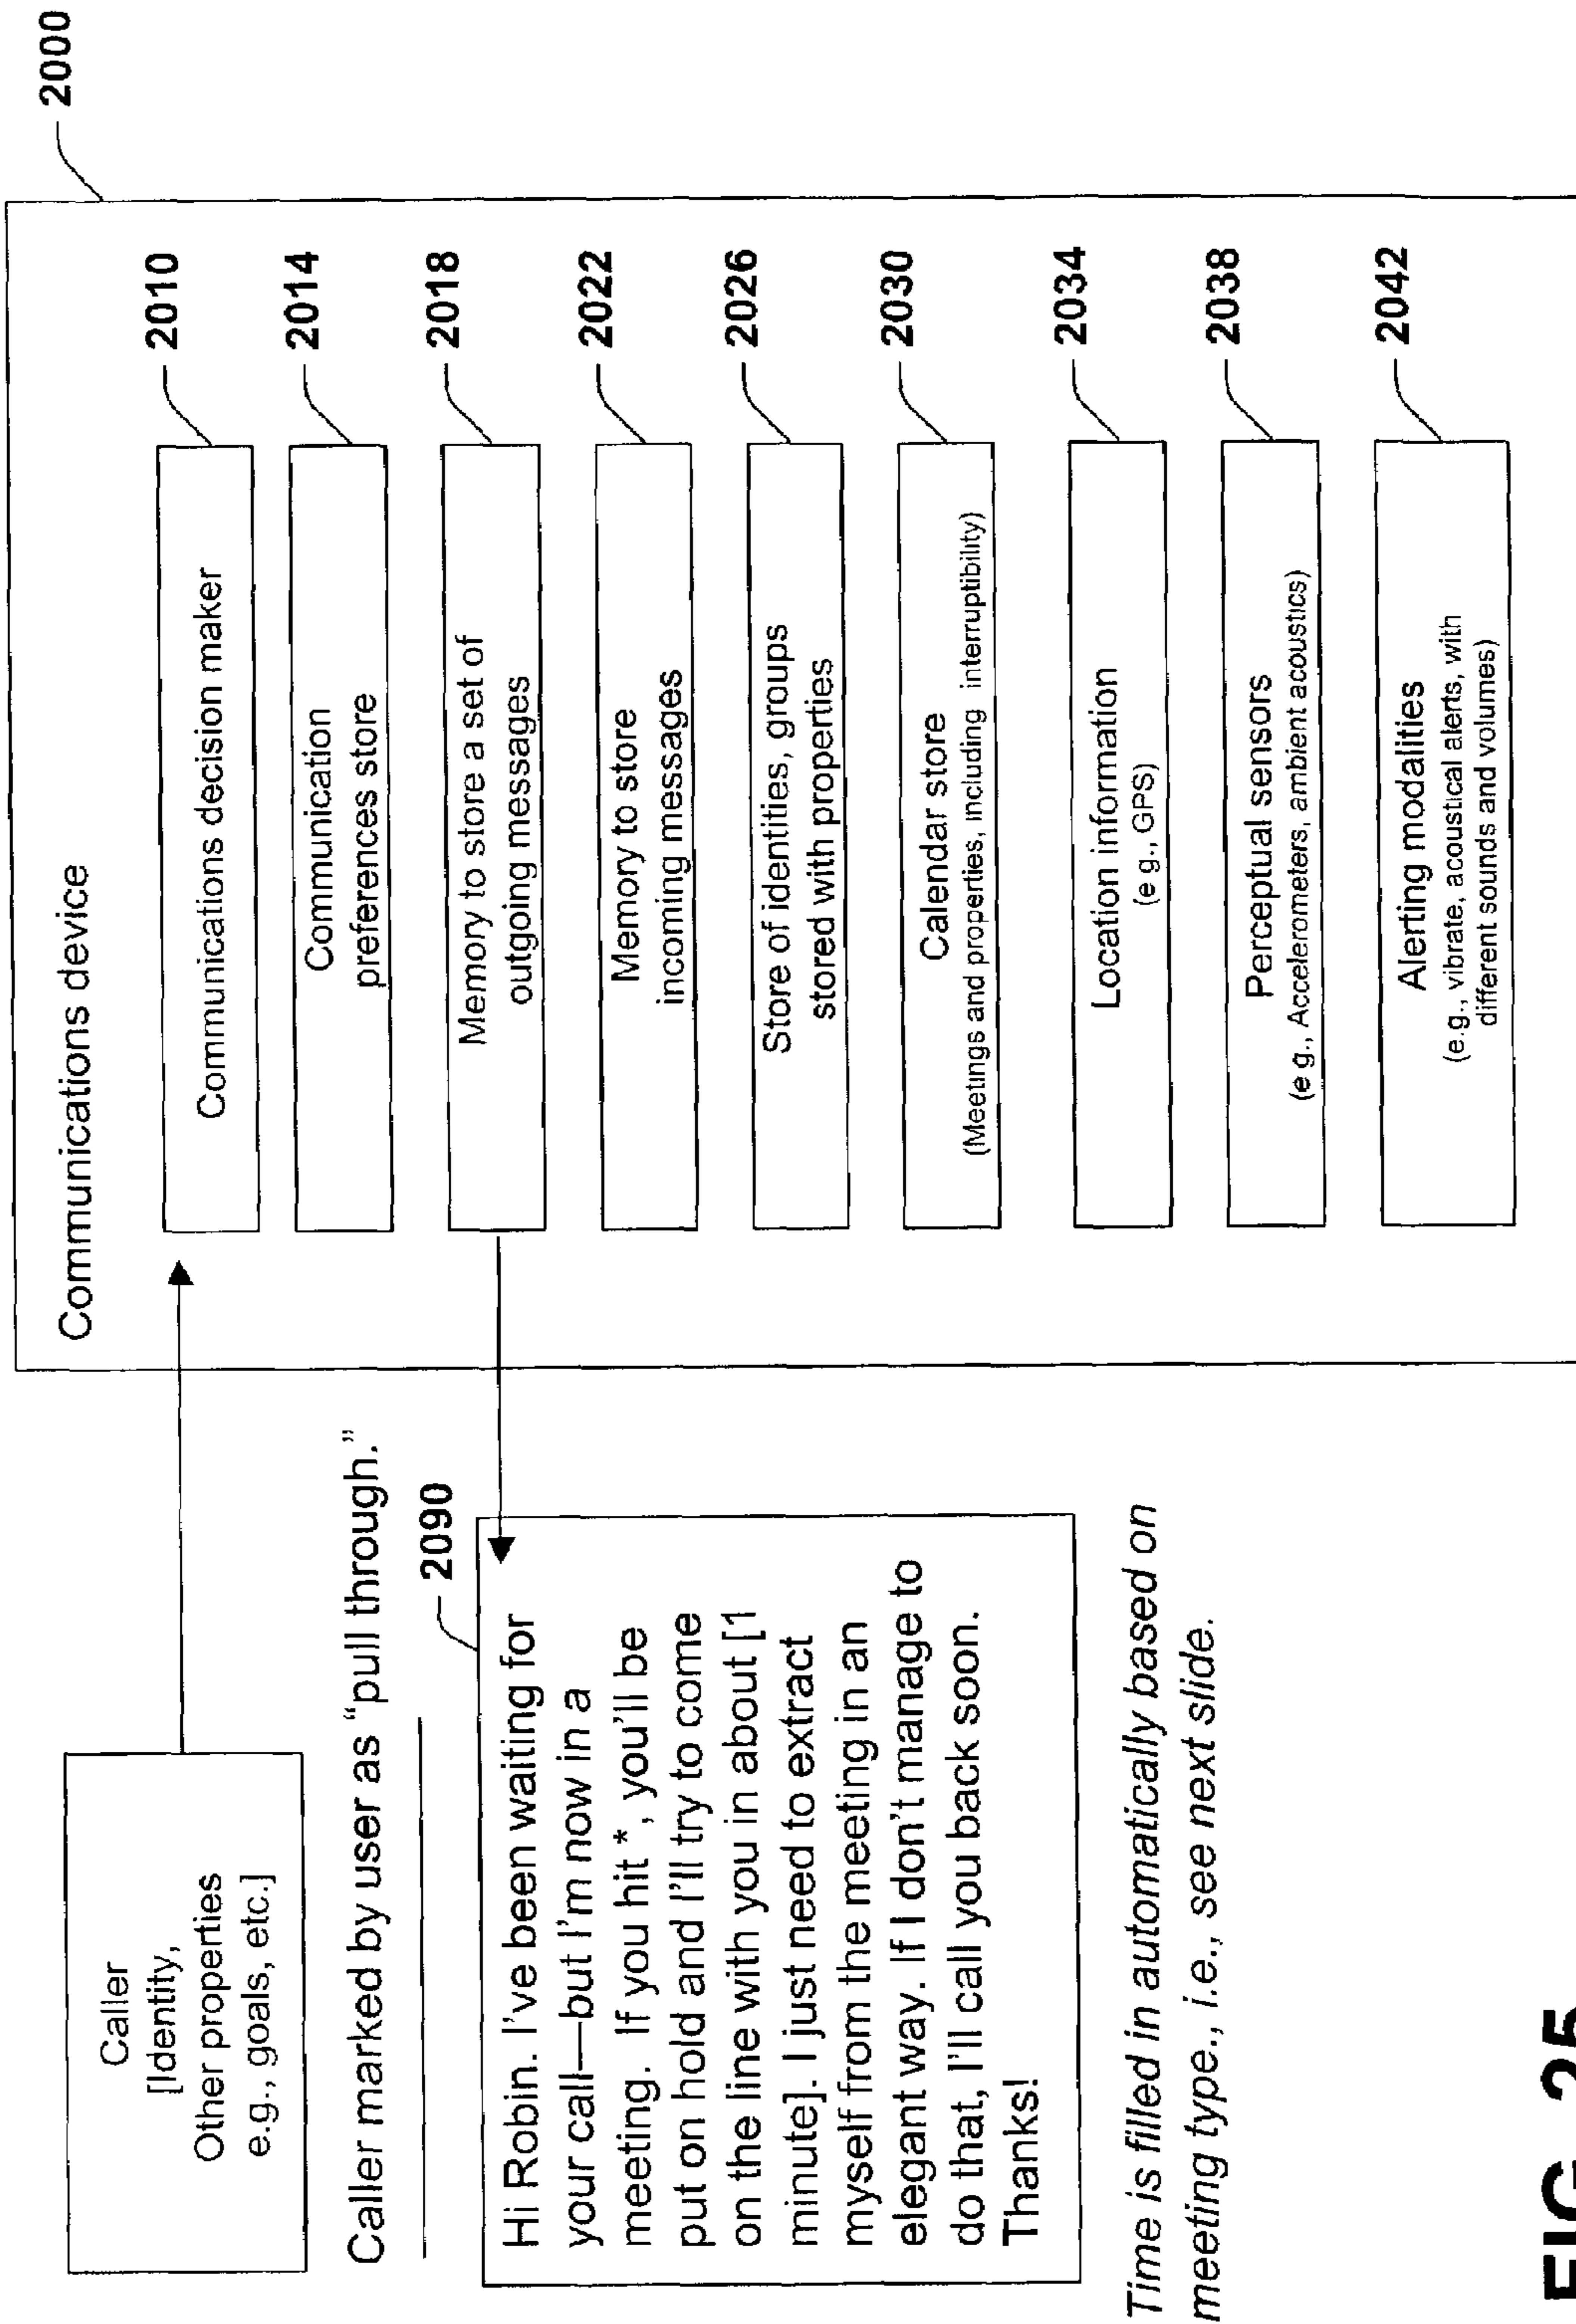 Caller
[Identity,
Other properties
e.g., goals, etc.]
Caller marked by user as “pull through.”
2090
Hi Robin. I've been waiting for
your call—but I'm now in a
meeting. If you hit *, you'll be
put on hold and I'll try to come
on the line with you in about [1
minute]. I just need to extract
myself from the meeting in an
elegant way. If I don't manage to
do that, I'll call you back soon.
Thanks!
Time is filled in automatically based on
meeting type., i.e., see next slide.
Communications device
2000
Communications decision maker
2010
Communication
preferences store
2014
Memory to store a set of
outgoing messages
2018
Memory to store
incoming messages
2022
Store of identities, groups
stored with properties
2026
Calendar store
(Meetings and properties, including interruptibility)
2030
Location information
(e g., GPS)
2034
Perceptual sensors
(e g., Accelerometers, ambient acoustics)
2038
Alerting modalities
(e.g., vibrate, acoustical alerts, with
different sounds and volumes)
2042
FIG. 25